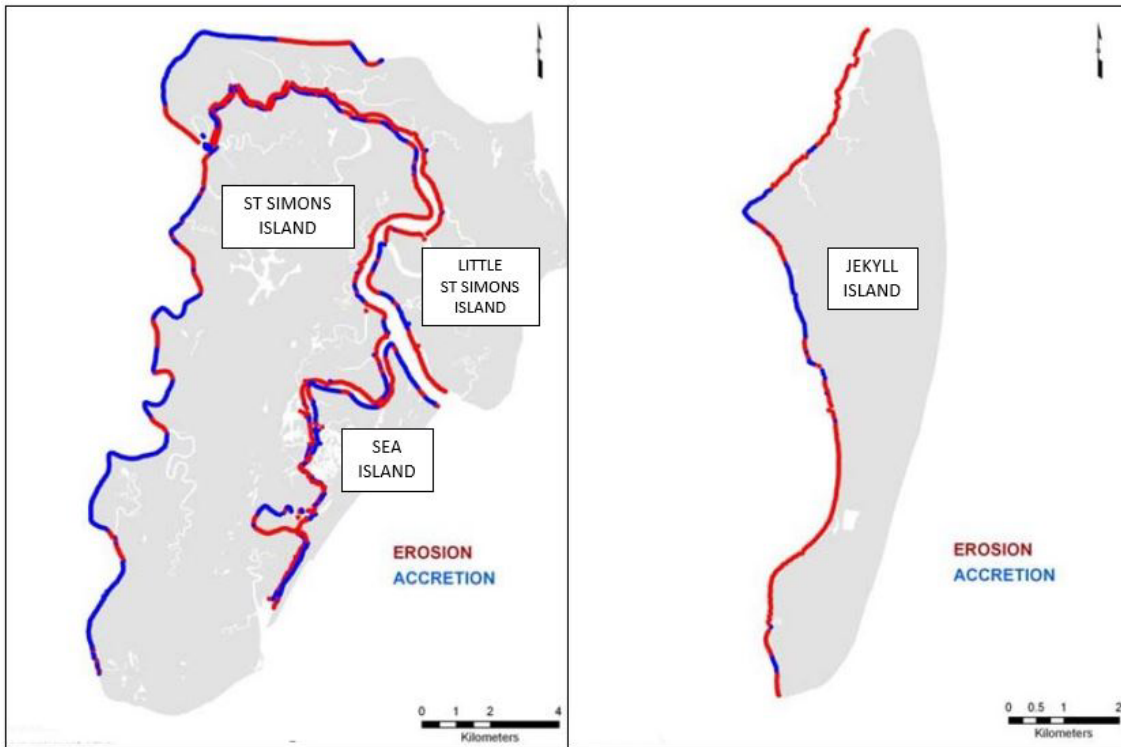 ST SIMONS
ISLAND
LITTLE
ST SIMONS
ISLAND
SEA
ISLAND
EROSION
ACCRETION
0 1 2 4
Kilometers
JEKYLL
ISLAND
EROSION
ACCRETION
0 0.5 1 2
Kilometers